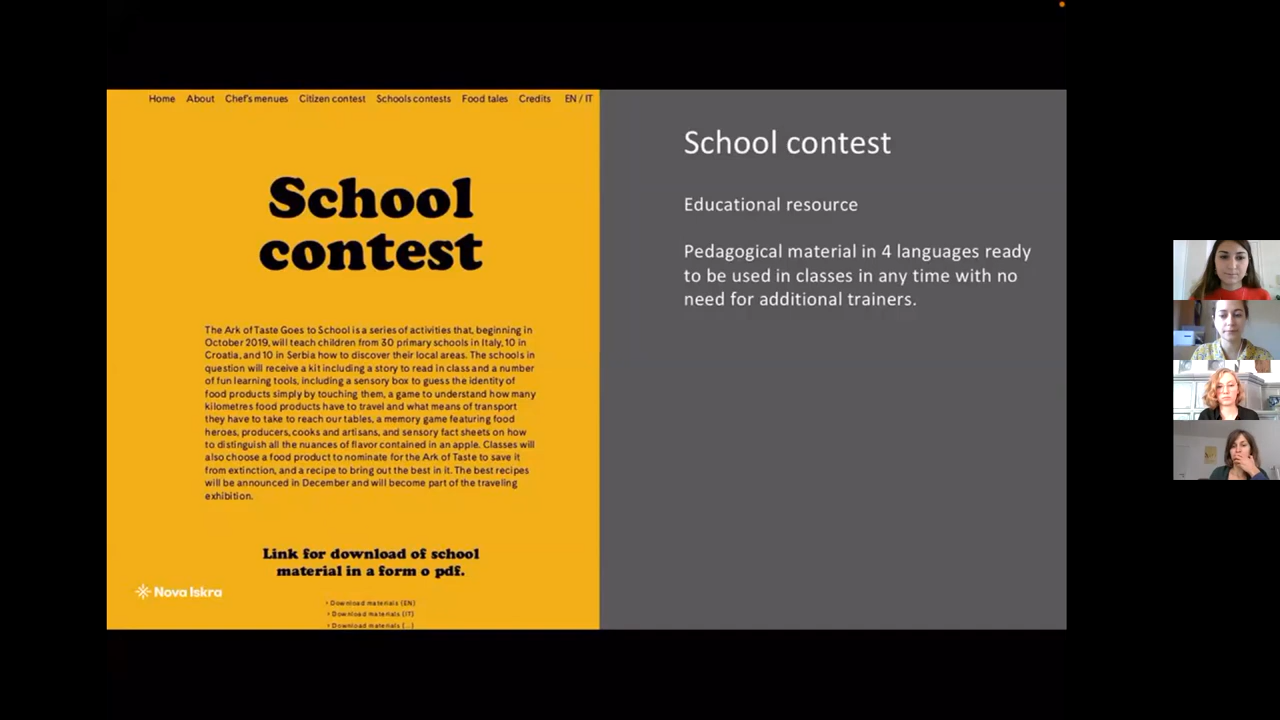 Home About Chef's menues Citizen contest Schools contests Food tales Credits EN / IT
School
contest
The Ark of Taste Goes to School is a series of activities that, beginning in
October 2019, will teach children from 30 primary schools in Italy, 10 in
Croatia, and 10 in Serbia how to discover their local areas. The schools in
question will receive a kit including a story to read in class and a number
of fun learning tools, including a sensory box to guess the identity of
food products simply by touching them, a game to understand how many
kilometres food products have to travel and what means of transport
they have to take to reach our tables, a memory game featuring food
heroes, producers, cooks and artisans, and sensory fact sheets on how
to distinguish all the nuances of flavor contained in an apple. Classes will
also choose a food product to nominate for the Ark of Taste to save it
from extinction, and a recipe to bring out the best in it. The best recipes
will be announced in December and will become part of the traveling
exhibition.
Link for download of school
material in a form o pdf.
› Download materials (EN)
› Download materials (IT)
› Download materials (...)
Nova Iskra
School contest
Educational resource
Pedagogical material in 4 languages ready
to be used in classes in any time with no
need for additional trainers.